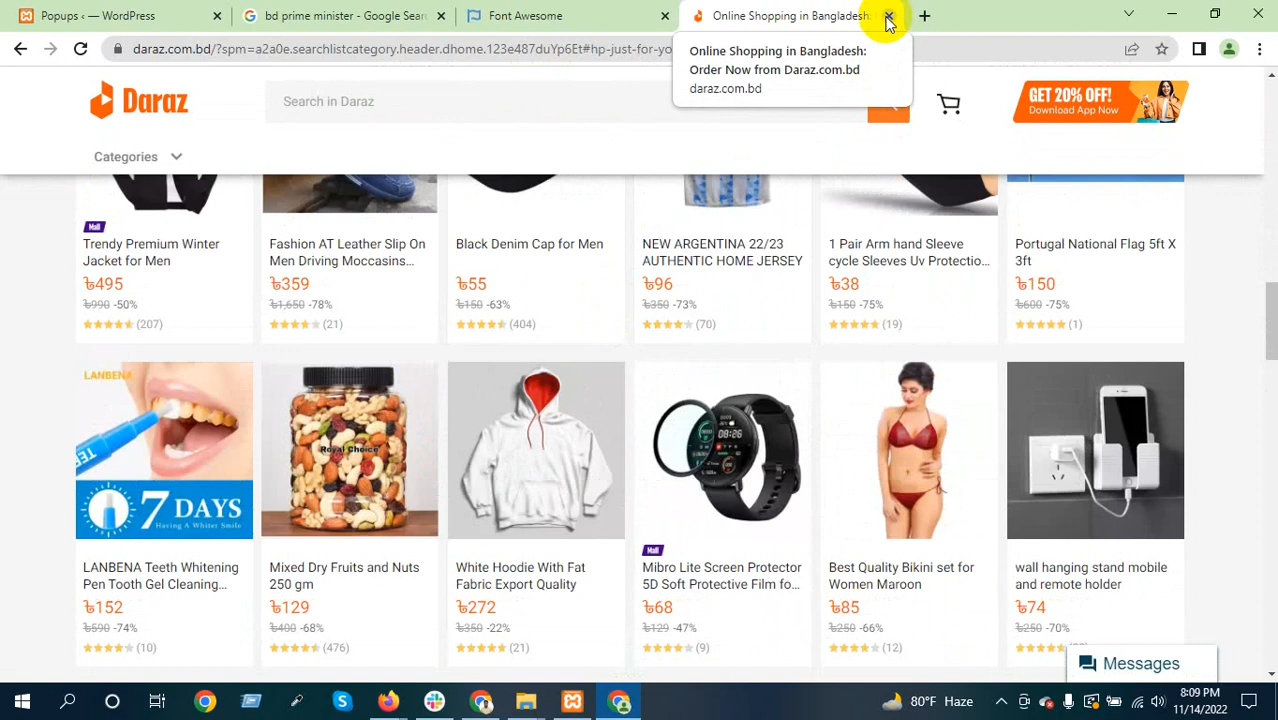 Popups ‹ — WordPress
bd prime minister - Google Sear
Font Awesome
Online Shopping in Bangladesh:
daraz.com.bd/?spm=a2a0e.searchlistcategory.header.dhome.123e487duYp6Et#hp-just-for-yo
Online Shopping in Bangladesh:
Order Now from Daraz.com.bd
daraz.com.bd
Daraz
Search in Daraz
GET 20% OFF!
Download App Now
Categories
Mall
Trendy Premium Winter
Jacket for Men
৳495
৳990 -50%
(207)
Fashion AT Leather Slip On
Men Driving Moccasins...
৳359
৳1,650 -78%
(21)
Black Denim Cap for Men
৳55
৳150 -63%
(404)
NEW ARGENTINA 22/23
AUTHENTIC HOME JERSEY
৳96
৳350 -73%
(70)
1 Pair Arm hand Sleeve
cycle Sleeves Uv Protectio...
৳38
৳150 -75%
(19)
Portugal National Flag 5ft X
3ft
৳150
৳600 -75%
(1)
LANBENA
7 DAYS
Having A Whiter Smile
LANBENA Teeth Whitening
Pen Tooth Gel Cleaning...
৳152
৳590 -74%
(10)
Royal Choice
Mixed Dry Fruits and Nuts
250 gm
৳129
৳400 -68%
(476)
White Hoodie With Fat
Fabric Export Quality
৳272
৳350 -22%
(21)
08:26
Mall
Mibro Lite Screen Protector
5D Soft Protective Film fo...
৳68
৳129 -47%
(9)
Best Quality Bikini set for
Women Maroon
৳85
৳250 -66%
(12)
wall hanging stand mobile
and remote holder
৳74
৳250 -70%
Messages
80°F Haze
8:09 PM
11/14/2022